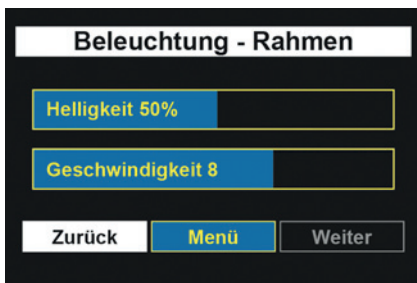 Beleuchtung - Rahmen
Helligkeit 50%
Geschwindigkeit 8
Zurück Menü Weiter